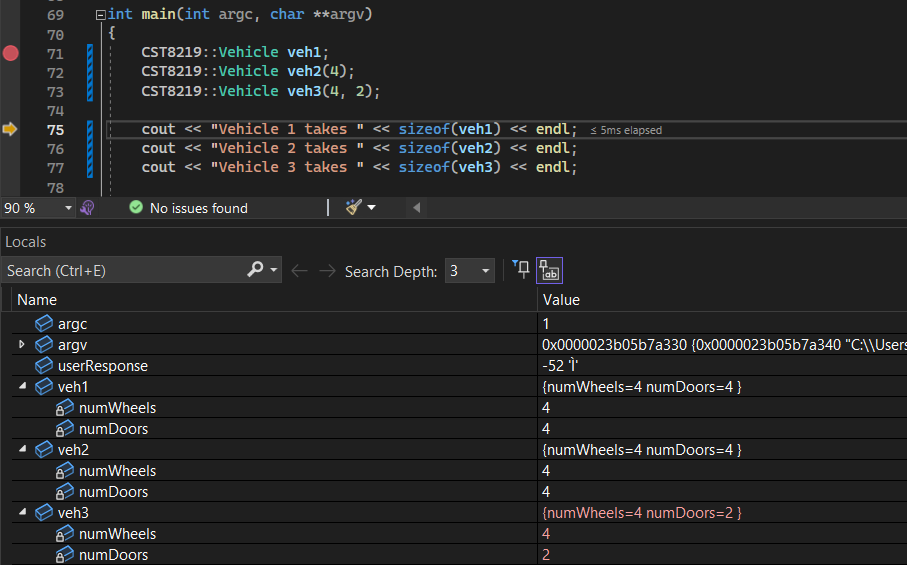 69 int main(int argc, char **argv)
70 {
71 CST8219::Vehicle veh1;
72 CST8219::Vehicle veh2(4);
73 CST8219::Vehicle veh3(4, 2);
74
75 cout << "Vehicle 1 takes " << sizeof(veh1) << endl; ≤ 5ms elapsed
76 cout << "Vehicle 2 takes " << sizeof(veh2) << endl;
77 cout << "Vehicle 3 takes " << sizeof(veh3) << endl;
78
90 % No issues found
Locals
Search (Ctrl+E) Search Depth: 3
Name Value
argc 1
argv 0x0000023b05b7a330 {0x0000023b05b7a340 "C:\\Users
userResponse -52 'Ì'
veh1 {numWheels=4 numDoors=4 }
numWheels 4
numDoors 4
veh2 {numWheels=4 numDoors=4 }
numWheels 4
numDoors 4
veh3 {numWheels=4 numDoors=2 }
numWheels 4
numDoors 2